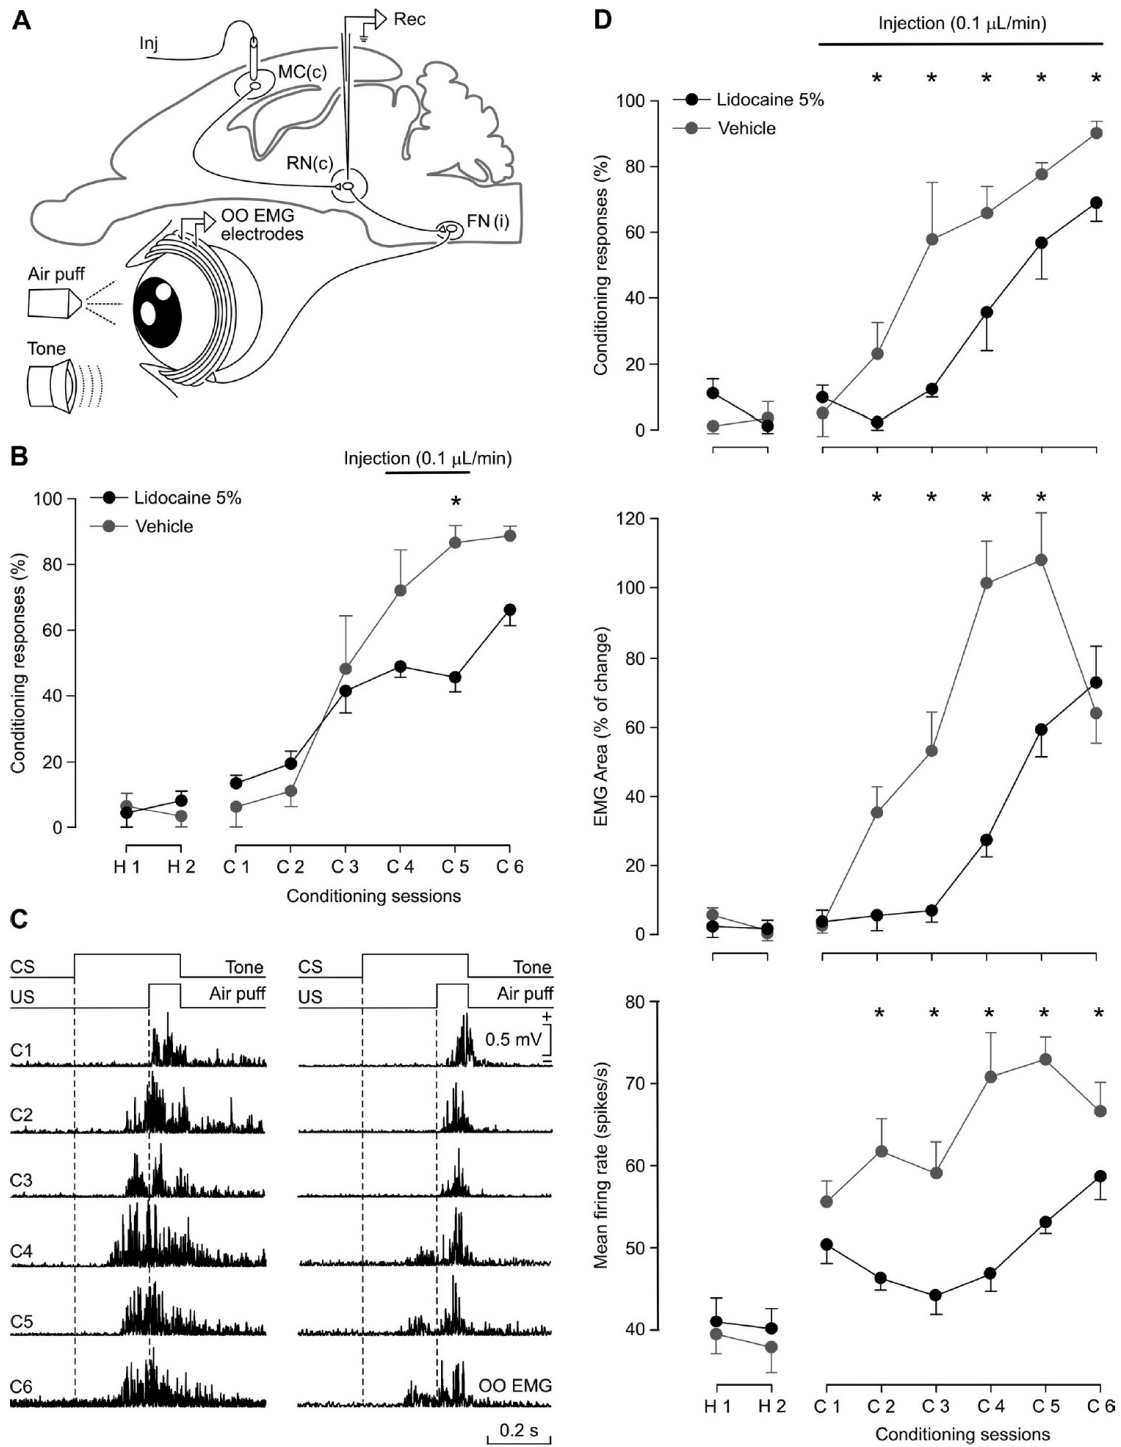 A
Inj
Rec
MC(c)
RN(c)
FN (i)
OO EMG
electrodes
Air puff
Tone
B
Injection (0.1 μL/min)
Lidocaine 5%
Vehicle
*
Conditioning responses (%)
100
80
60
40
20
0
H 1 H 2 C 1 C 2 C 3 C 4 C 5 C 6
Conditioning sessions
C
CS Tone
US Air puff
C1
C2
C3
C4
C5
C6
CS Tone
US Air puff
+
0.5 mV
–
OO EMG
0.2 s
D
Injection (0.1 μL/min)
* * * * *
Lidocaine 5%
Vehicle
Conditioning responses (%)
100
80
60
40
20
0
* * * *
EMG Area (% of change)
120
100
80
60
40
20
0
* * * * *
Mean firing rate (spikes/s)
80
70
60
50
40
H 1 H 2 C 1 C 2 C 3 C 4 C 5 C 6
Conditioning sessions